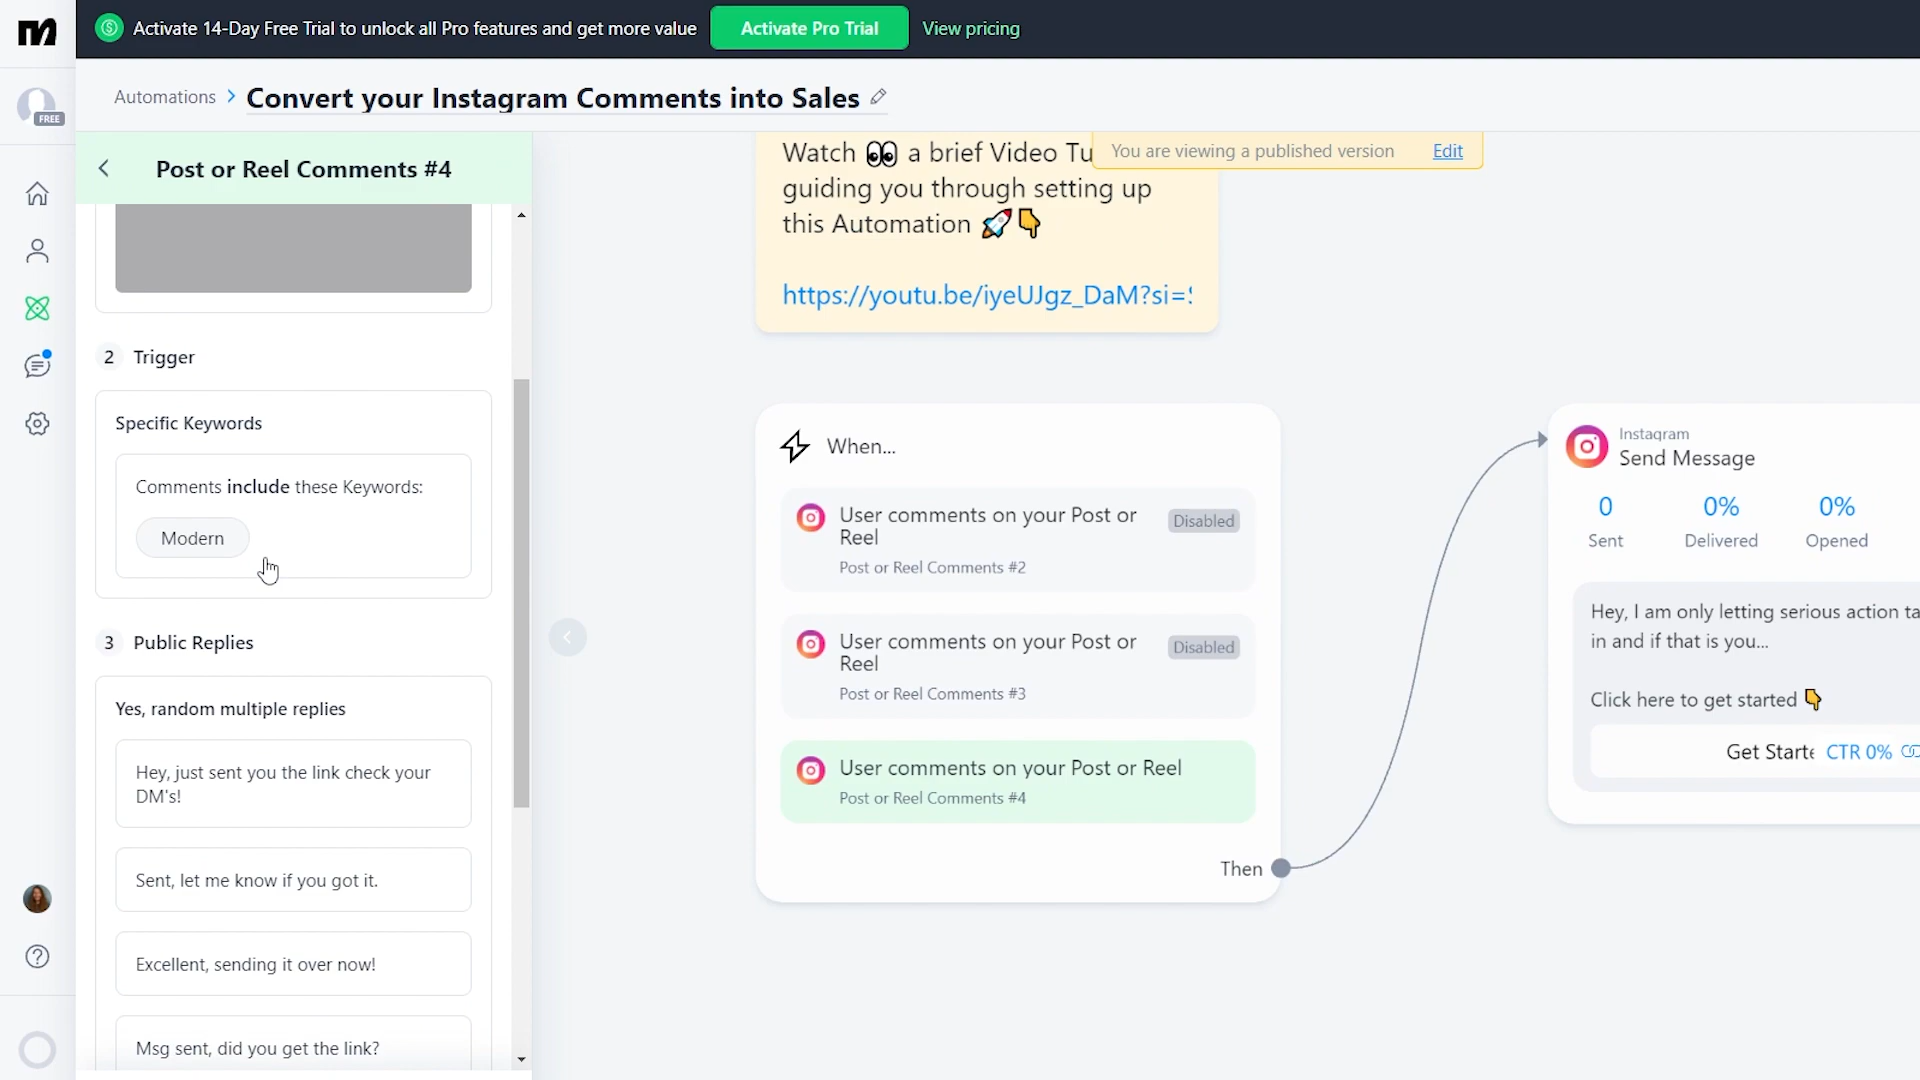 Activate 14-Day Free Trial to unlock all Pro features and get more value
Activate Pro Trial
View pricing
FREE
Automations
Convert your Instagram Comments into Sales
Post or Reel Comments #4
2 Trigger
Specific Keywords
Comments include these Keywords:
Modern
3 Public Replies
Yes, random multiple replies
Hey, just sent you the link check your
DM's!
Sent, let me know if you got it.
Excellent, sending it over now!
Msg sent, did you get the link?
Watch 👀 a brief Video Tu
guiding you through setting up
this Automation 🚀👇
https://youtu.be/iyeUJgz_DaM?si=
You are viewing a published version
Edit
When...
User comments on your Post or
Reel
Disabled
Post or Reel Comments #2
User comments on your Post or
Reel
Disabled
Post or Reel Comments #3
User comments on your Post or Reel
Post or Reel Comments #4
Then
Instagram
Send Message
0
Sent
0%
Delivered
0%
Opened
Hey, I am only letting serious action ta
in and if that is you...
Click here to get started 👇
Get Starte
CTR 0%